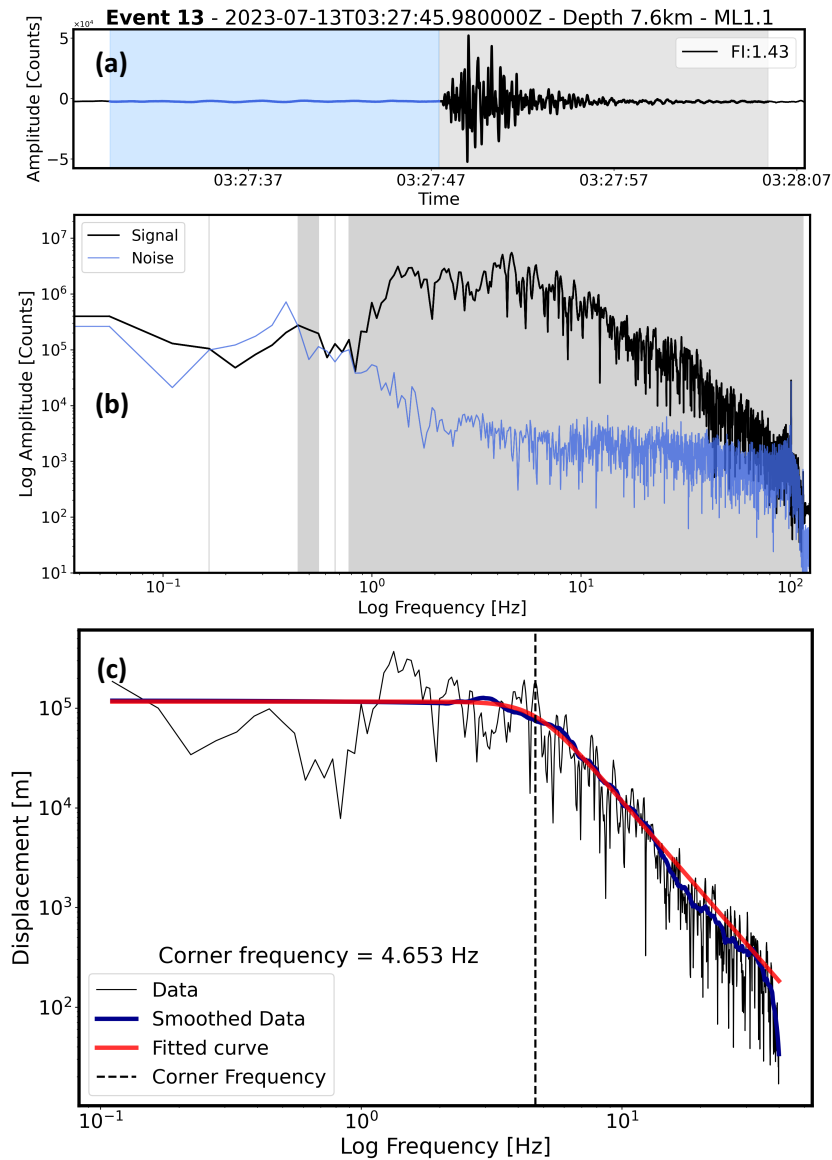 Event 13 - 2023-07-13T03:27:45.980000Z - Depth 7.6km - ML1.1
×10⁴
(a)
FI:1.43
5
0
−5
Amplitude [Counts]
03:27:37
03:27:47
03:27:57
03:28:07
Time
Signal
Noise
10⁷
10⁶
10⁵
10⁴
10³
10²
10¹
Log Amplitude [Counts]
(b)
10⁻¹
10⁰
10¹
10²
Log Frequency [Hz]
(c)
10⁵
10⁴
10³
10²
Displacement [m]
Corner frequency = 4.653 Hz
Data
Smoothed Data
Fitted curve
Corner Frequency
10⁻¹
10⁰
10¹
Log Frequency [Hz]